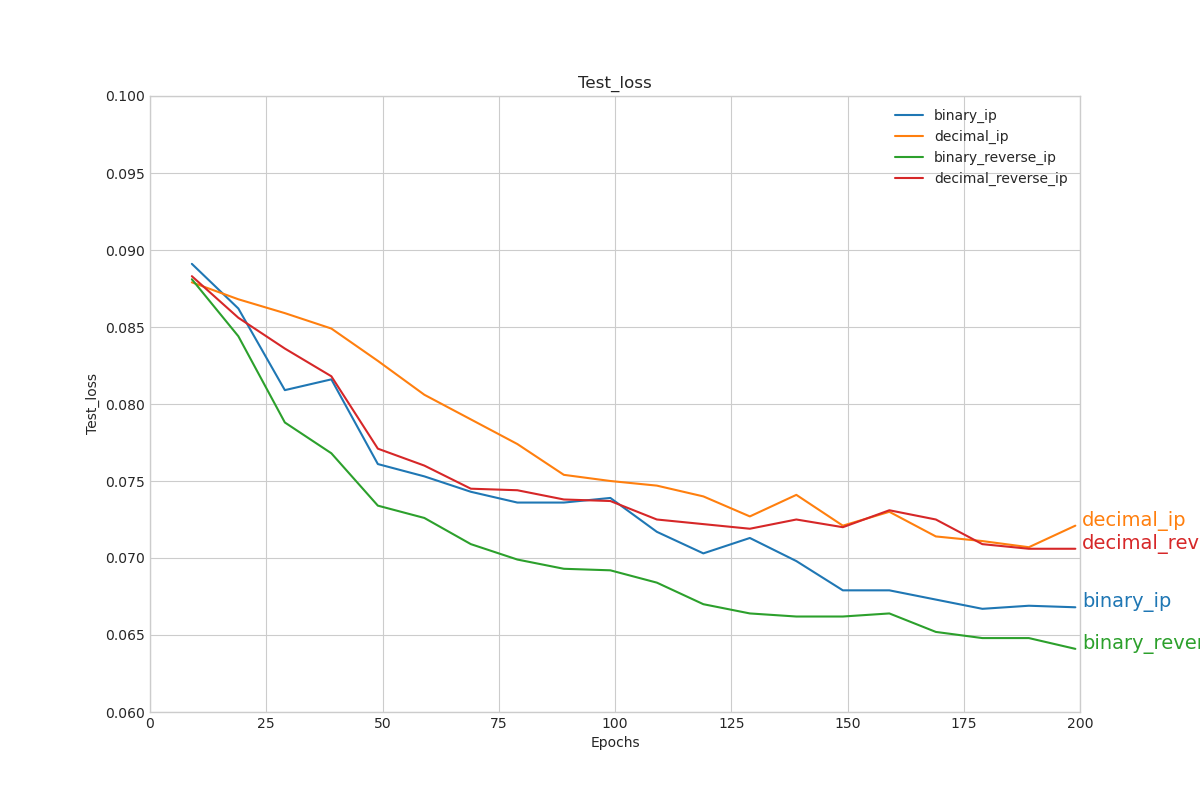 Test_loss
0.100
binary_ip
decimal_ip
binary_reverse_ip
decimal_reverse_ip
0.095
0.090
0.085
0.080
Test_loss
0.075
0.070
0.065
0.060
decimal_ip
decimal_rev
binary_ip
binary_rever
0 25 50 75 100 125 150 175 200
Epochs